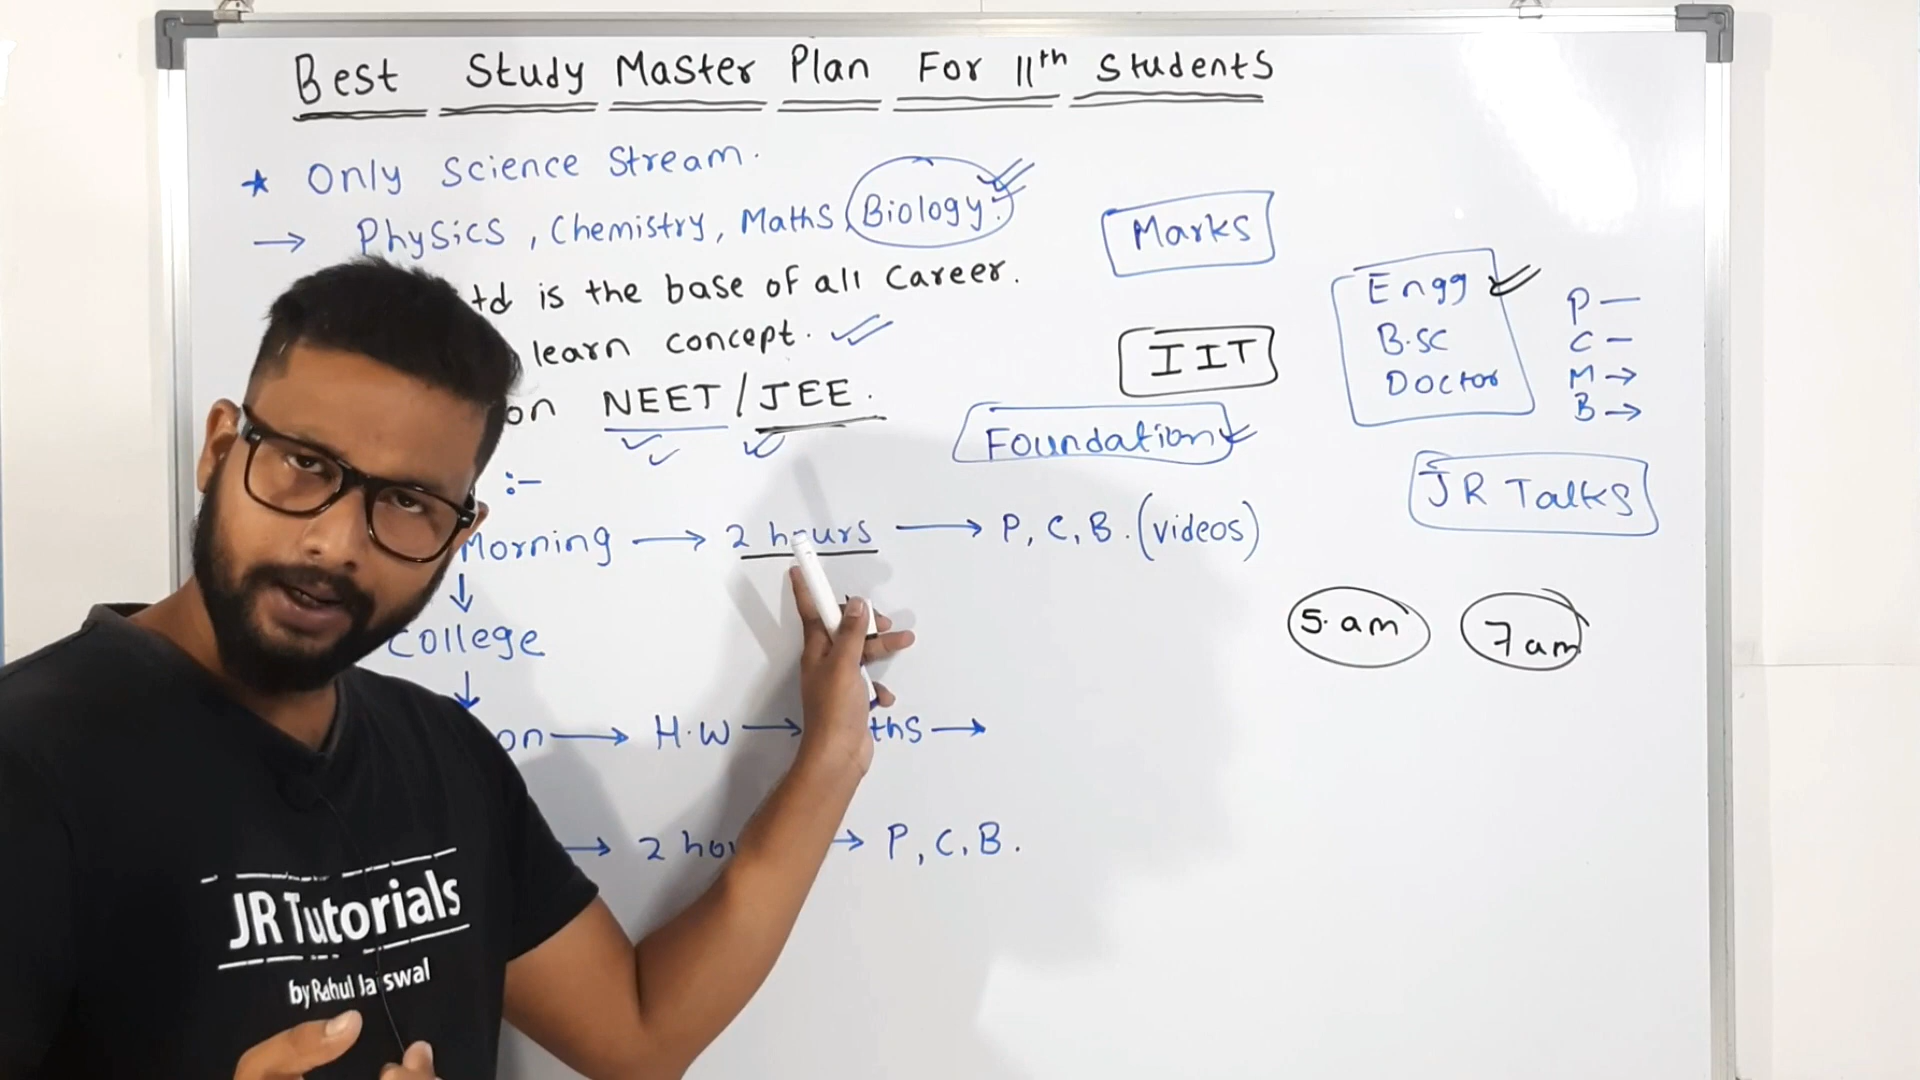 Best Study Master Plan For 11th Students
★ Only Science Stream.
→ Physics, Chemistry, Maths, Biology.
Marks
td is the base of all Career.
learn concept.
IIT
Engg
B.sc
Doctor
P —
C —
M →
B →
on NEET / JEE.
Foundation
:-
JR Talks
Morning → 2 hours → P, C, B. (videos)
↓
College
5. am
7 am
↓
on → H.W → ths →
→ 2 → P, C, B.
JR Tutorials
by Rahul Jaiswal